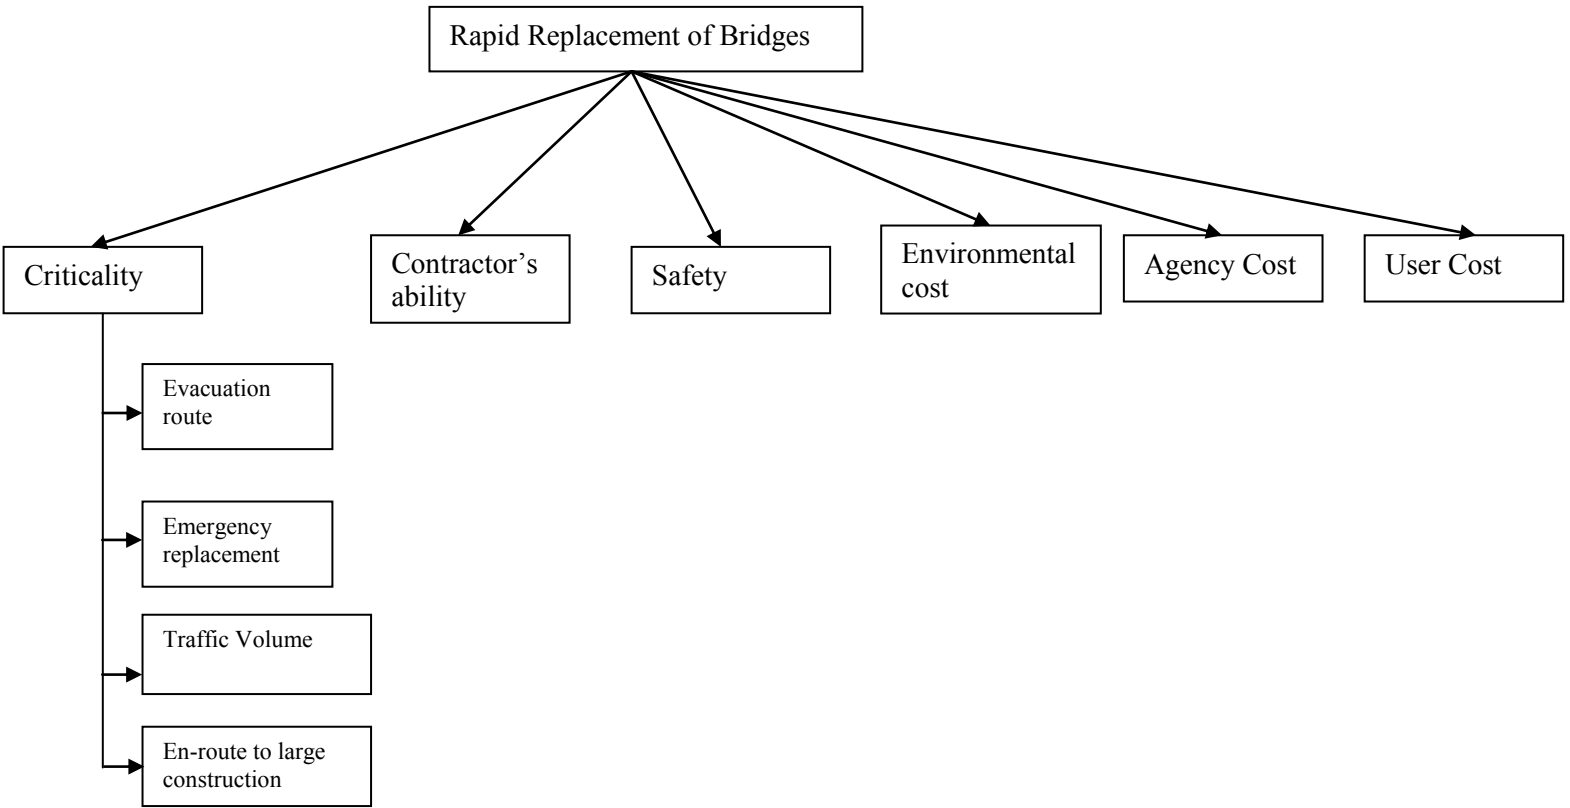 Rapid Replacement of Bridges
Criticality
Contractor’s
ability
Safety
Environmental
cost
Agency Cost
User Cost
Evacuation
route
Emergency
replacement
Traffic Volume
En-route to large
construction